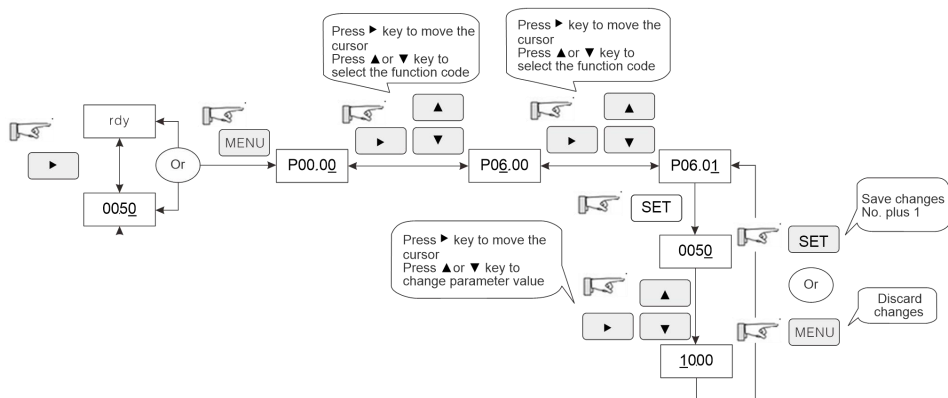 Press ► key to move the
cursor
Press ▲or ▼ key to
select the function code
Press ► key to move the
cursor
Press ▲or ▼ key to
select the function code
rdy
Or
MENU
►
▲
► ▼
▲
► ▼
P00.00
P06.00
P06.01
0050
SET
Save changes
No. plus 1
SET
0050
Press ► key to move the
cursor
Press ▲or ▼ key to
change parameter value
Or
▲
► ▼
Discard
changes
MENU
1000